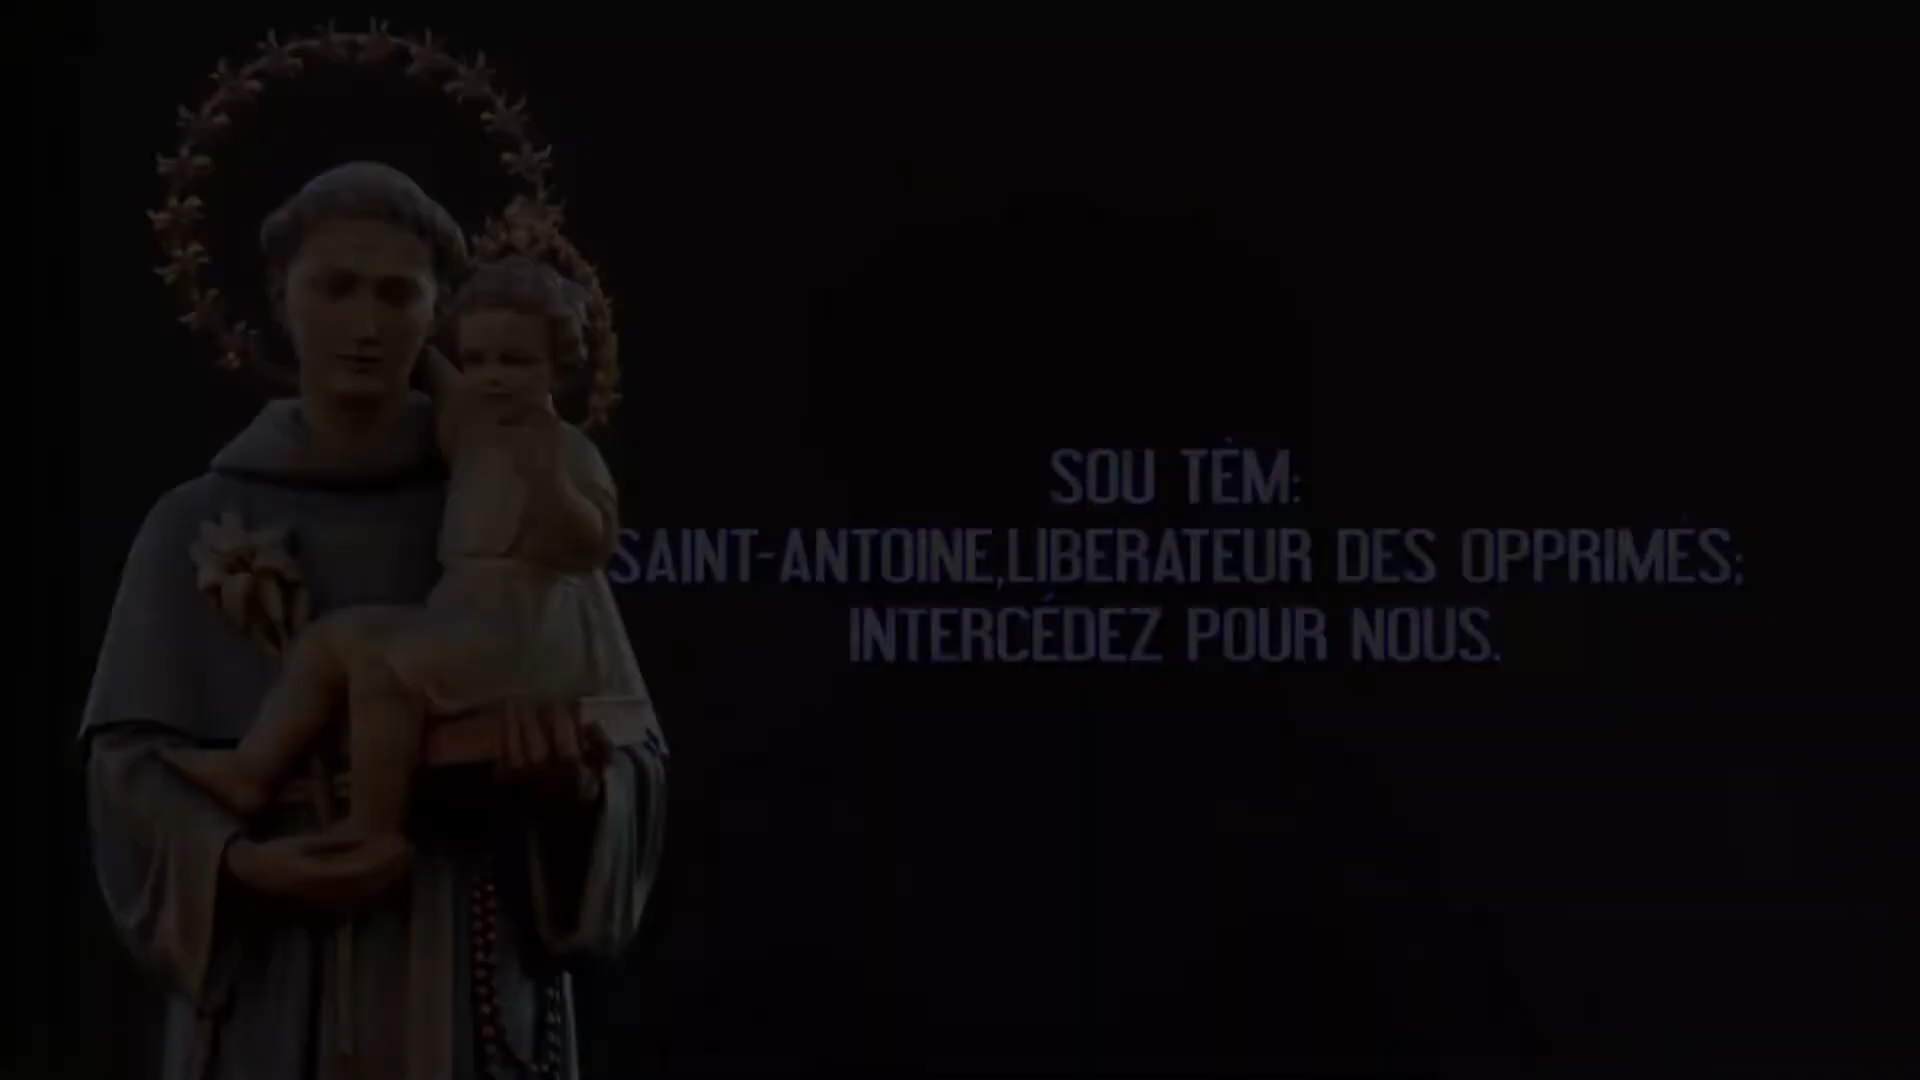 SOU TÈM:
SAINT-ANTOINE,LIBERATEUR DES OPPRIMÉS;
INTERCÉDEZ POUR NOUS.